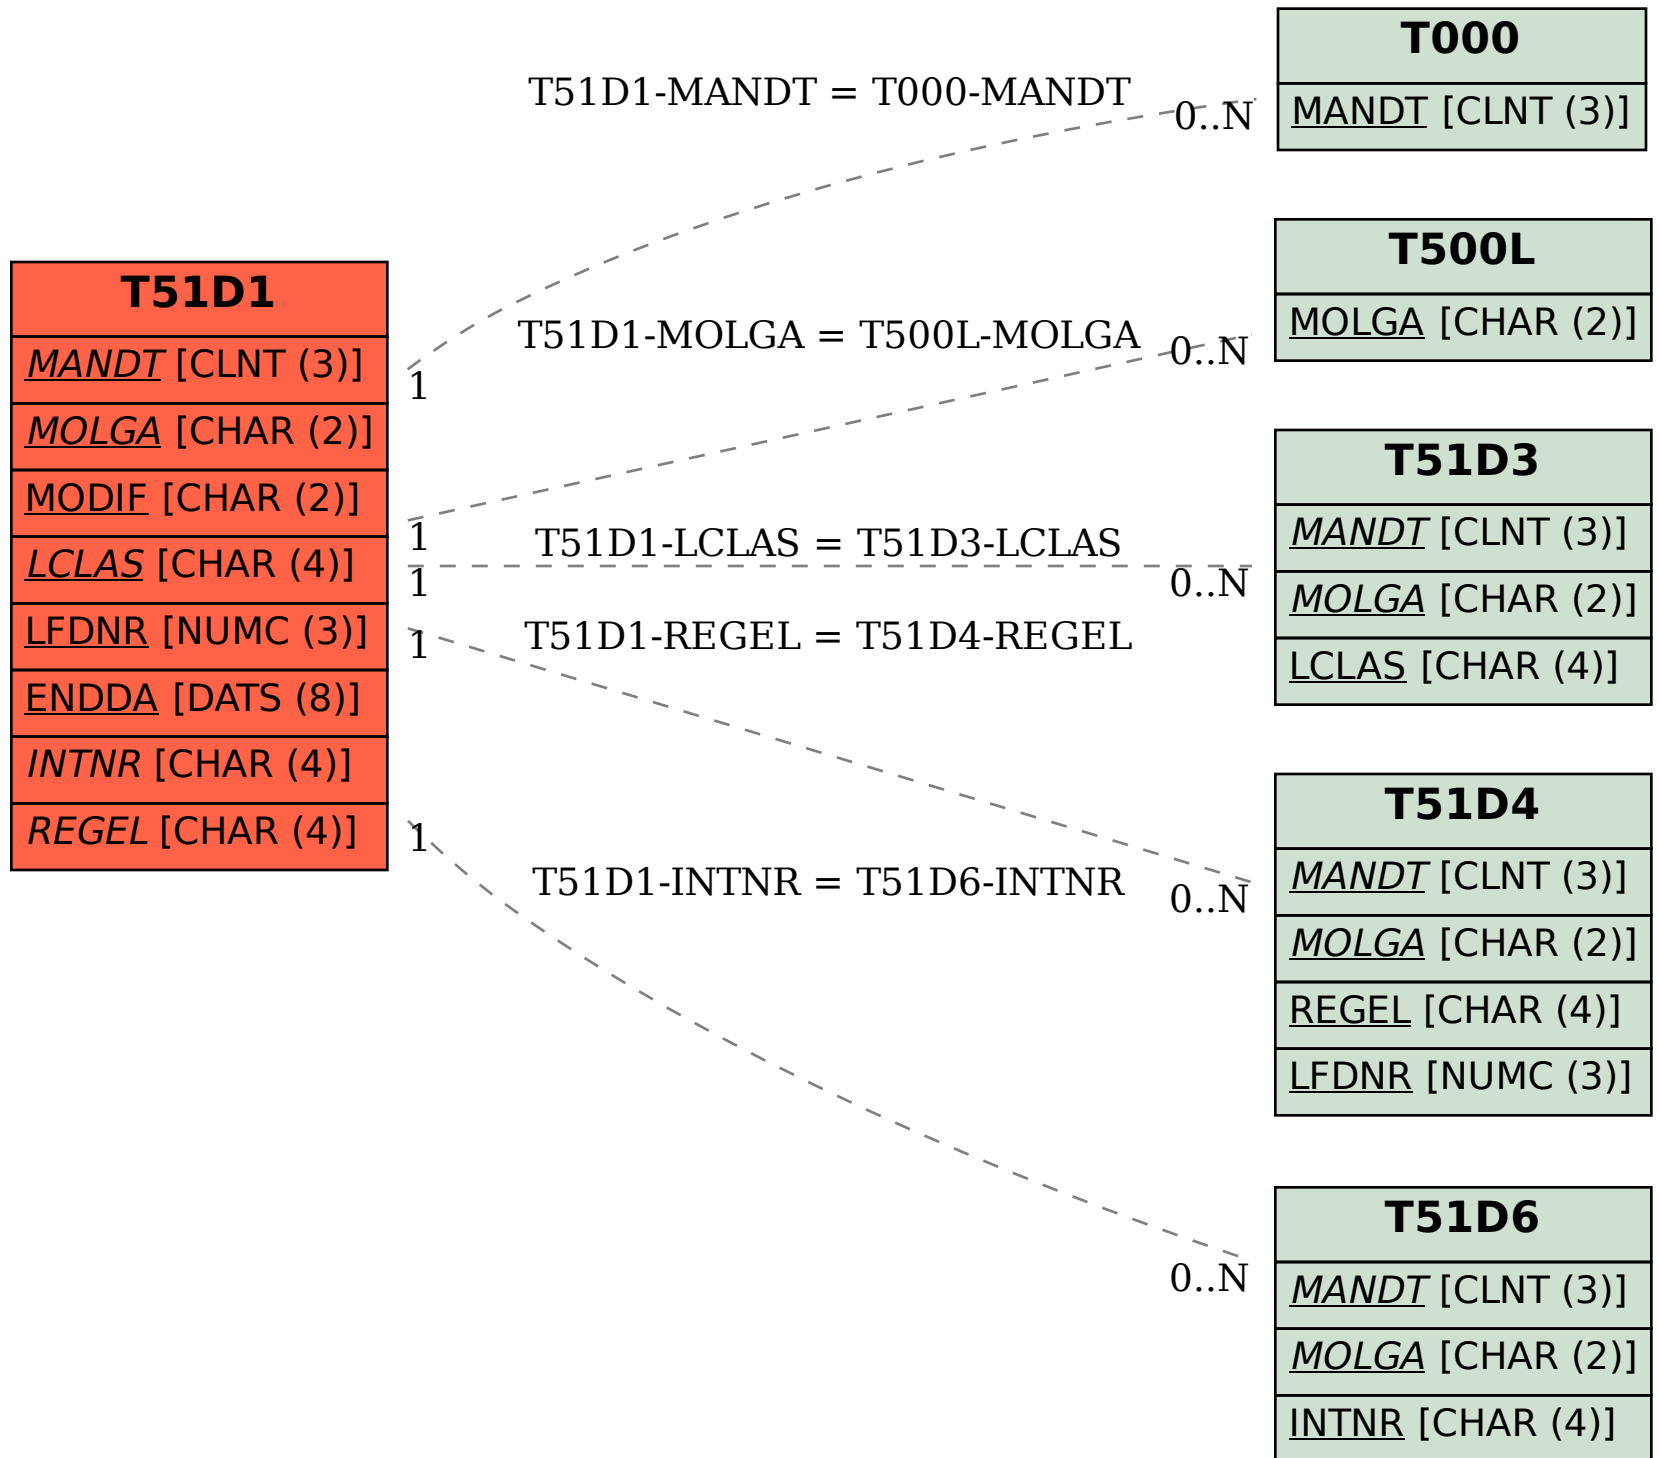 T51D1
MANDT [CLNT (3)]
MOLGA [CHAR (2)]
MODIF [CHAR (2)]
LCLAS [CHAR (4)]
LFDNR [NUMC (3)]
ENDDA [DATS (8)]
INTNR [CHAR (4)]
REGEL [CHAR (4)]
T51D1-MANDT = T000-MANDT
0..N
1
T51D1-MOLGA = T500L-MOLGA
0..N
1
T51D1-LCLAS = T51D3-LCLAS
0..N
1
T51D1-REGEL = T51D4-REGEL
0..N
1
T51D1-INTNR = T51D6-INTNR
0..N
1
T000
MANDT [CLNT (3)]
T500L
MOLGA [CHAR (2)]
T51D3
MANDT [CLNT (3)]
MOLGA [CHAR (2)]
LCLAS [CHAR (4)]
T51D4
MANDT [CLNT (3)]
MOLGA [CHAR (2)]
REGEL [CHAR (4)]
LFDNR [NUMC (3)]
T51D6
MANDT [CLNT (3)]
MOLGA [CHAR (2)]
INTNR [CHAR (4)]